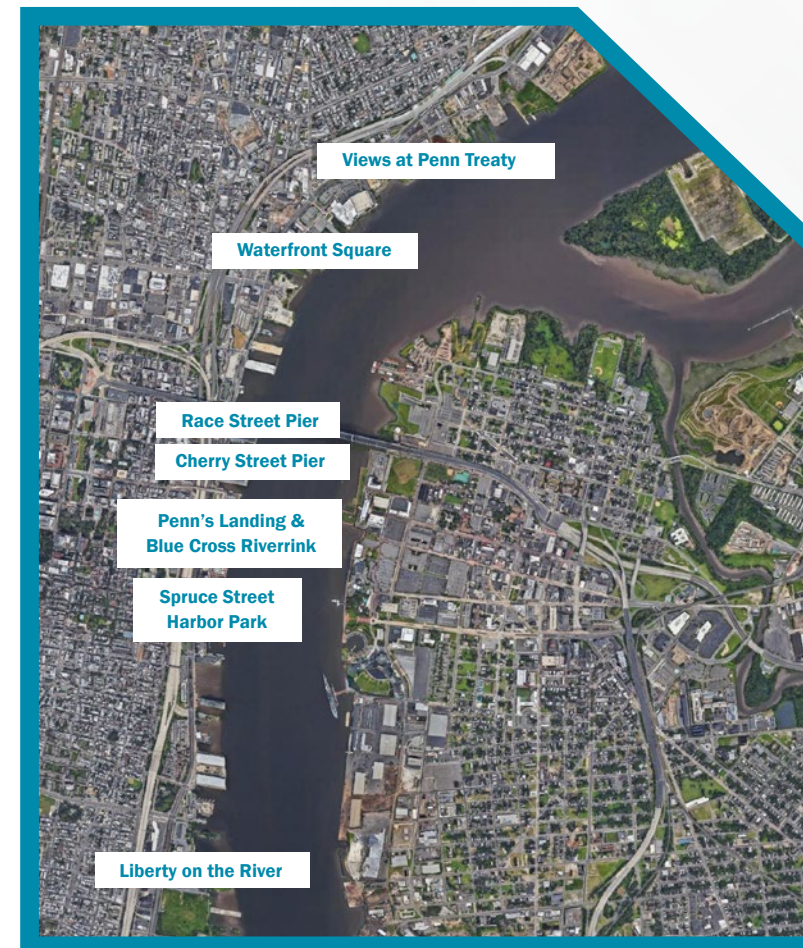 Views at Penn Treaty
Waterfront Square
Race Street Pier
Cherry Street Pier
Penn's Landing &
Blue Cross Riverrink
Spruce Street
Harbor Park
Liberty on the River